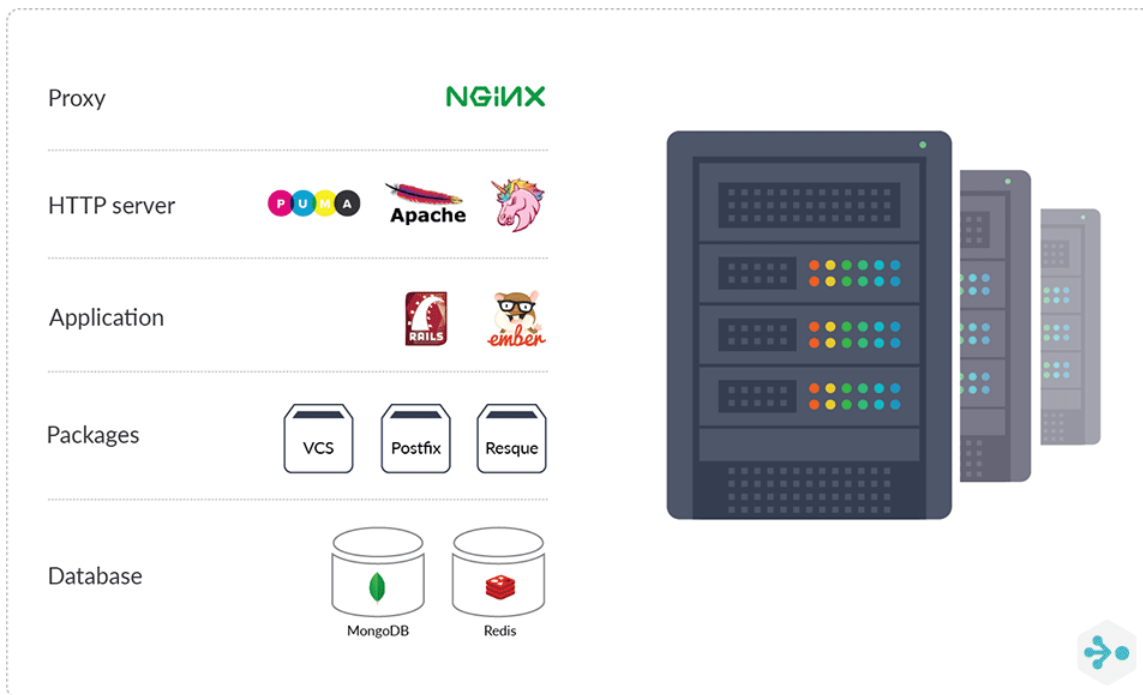 Proxy
NGiNX
HTTP server
PUMA
Apache
Application
RAILS
ember
Packages
VCS
Postfix
Resque
Database
MongoDB
Redis